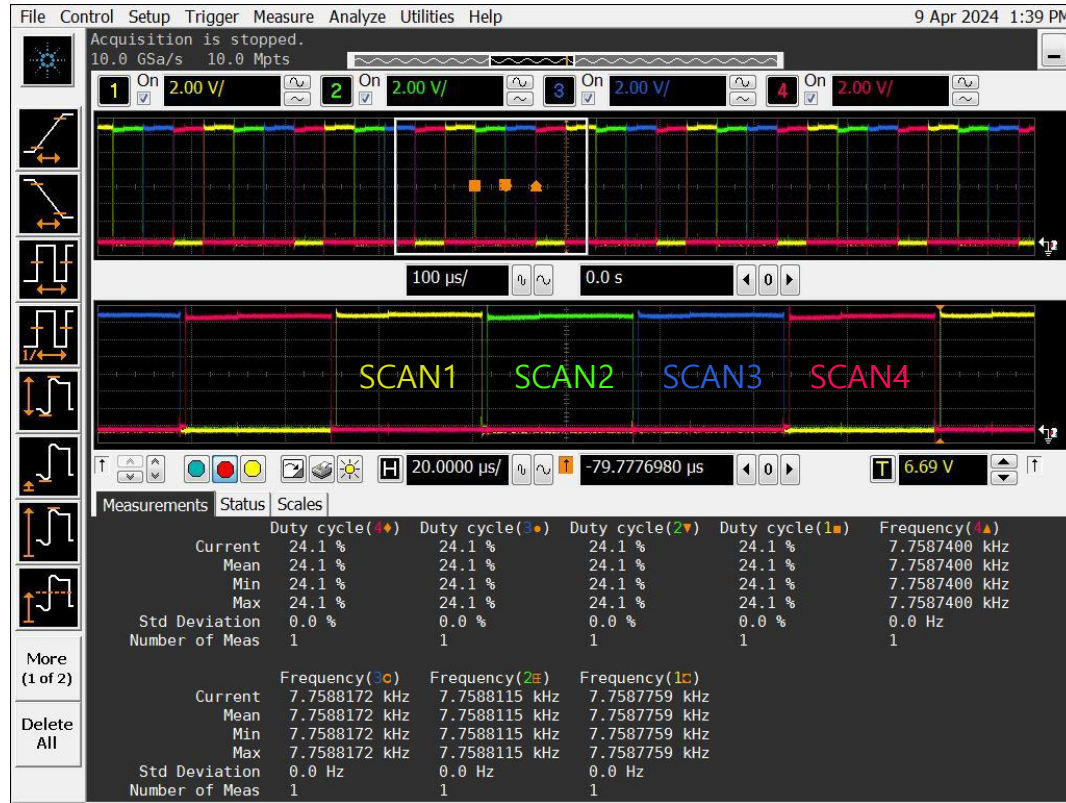 File Control Setup Trigger Measure Analyze Utilities Help 9 Apr 2024 1:39 PM
Acquisition is stopped.
10.0 GSa/s 10.0 Mpts
1 On 2.00 V/ 2 On 2.00 V/ 3 On 2.00 V/ 4 On 2.00 V/
100 µs/ 0.0 s 0
SCAN1 SCAN2 SCAN3 SCAN4
H 20.0000 µs/ -79.7776980 µs 0 T 6.69 V
Measurements Status Scales
Duty cycle(4) Duty cycle(3) Duty cycle(2) Duty cycle(1) Frequency(4)
Current 24.1 % 24.1 % 24.1 % 24.1 % 7.7587400 kHz
Mean 24.1 % 24.1 % 24.1 % 24.1 % 7.7587400 kHz
Min 24.1 % 24.1 % 24.1 % 24.1 % 7.7587400 kHz
Max 24.1 % 24.1 % 24.1 % 24.1 % 7.7587400 kHz
Std Deviation 0.0 % 0.0 % 0.0 % 0.0 % 0.0 Hz
Number of Meas 1 1 1 1 1
Frequency(3) Frequency(2) Frequency(1)
Current 7.7588172 kHz 7.7588115 kHz 7.7587759 kHz
Mean 7.7588172 kHz 7.7588115 kHz 7.7587759 kHz
Min 7.7588172 kHz 7.7588115 kHz 7.7587759 kHz
Max 7.7588172 kHz 7.7588115 kHz 7.7587759 kHz
Std Deviation 0.0 Hz 0.0 Hz 0.0 Hz
Number of Meas 1 1 1
1/
More
(1 of 2)
Delete
All